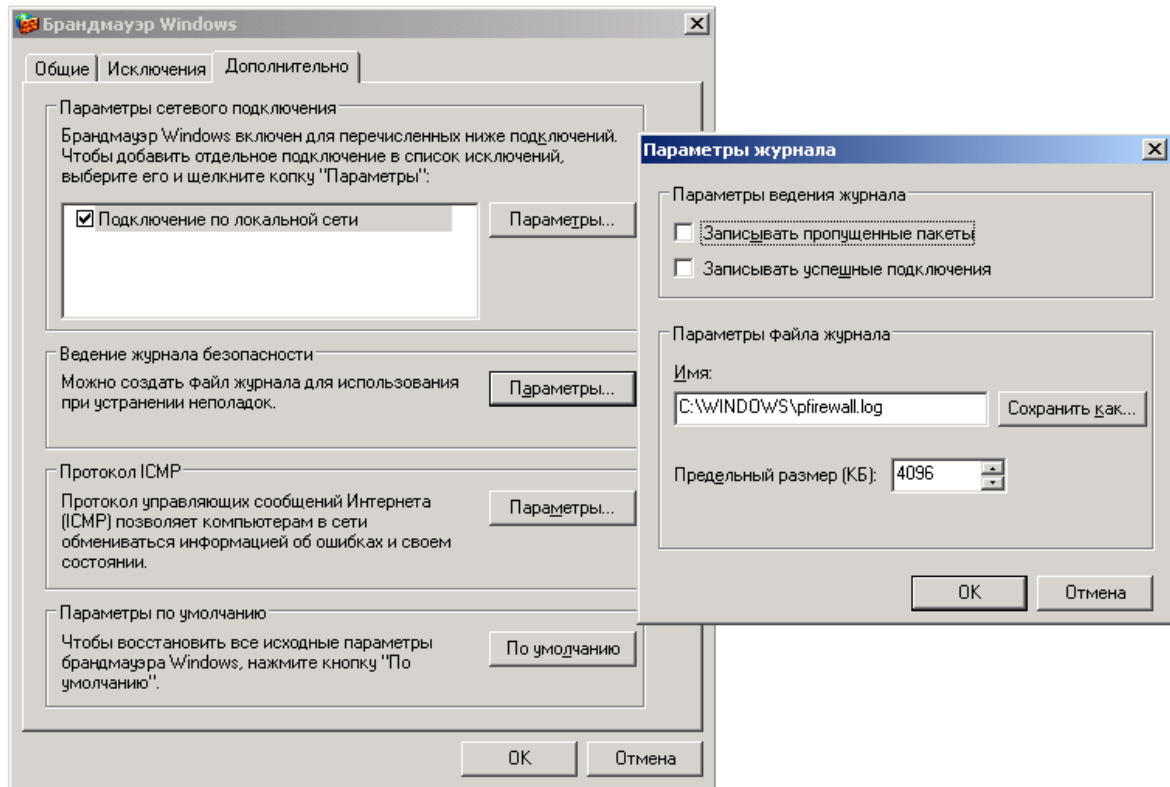 Брандмауэр Windows
Общие
Исключения
Дополнительно
Параметры сетевого подключения
Брандмауэр Windows включен для перечисленных ниже подключений.
Чтобы добавить отдельное подключение в список исключений,
выберите его и щелкните копку "Параметры":
Подключение по локальной сети
Параметры...
Ведение журнала безопасности
Можно создать файл журнала для использования
при устранении неполадок.
Параметры...
Протокол ICMP
Протокол управляющих сообщений Интернета
(ICMP) позволяет компьютерам в сети
обмениваться информацией об ошибках и своем
состоянии.
Параметры...
Параметры по умолчанию
Чтобы восстановить все исходные параметры
брандмауэра Windows, нажмите кнопку "По
умолчанию".
По умолчанию
OK
Отмена
Параметры журнала
Параметры ведения журнала
Записывать пропущенные пакеты
Записывать успешные подключения
Параметры файла журнала
Имя:
C:\WINDOWS\pfirewall.log
Сохранить как...
Предельный размер (КБ):
4096
OK
Отмена